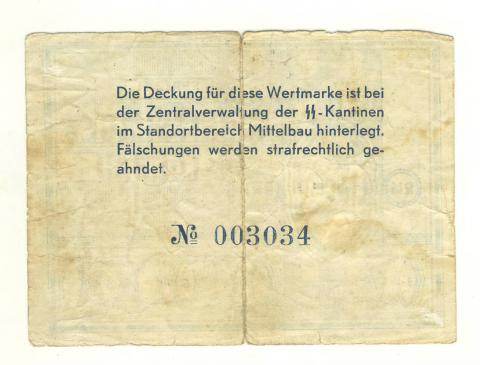 Die Deckung für diese Wertmarke ist bei
der Zentralverwaltung der ᛋᛋ-Kantinen
im Standortbereich Mittelbau hinterlegt.
Fälschungen werden strafrechtlich ge-
ahndet.
№ 003034